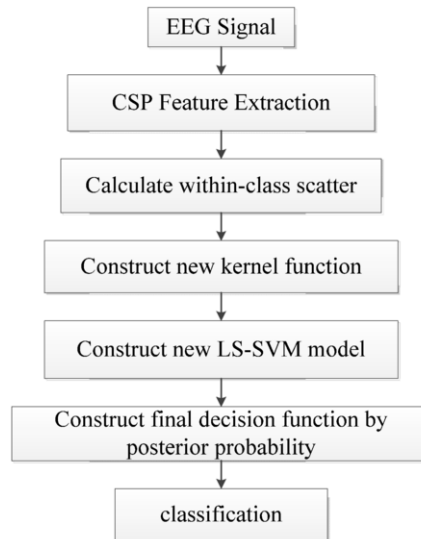 EEG Signal
CSP Feature Extraction
Calculate within-class scatter
Construct new kernel function
Construct new LS-SVM model
Construct final decision function by
posterior probability
classification